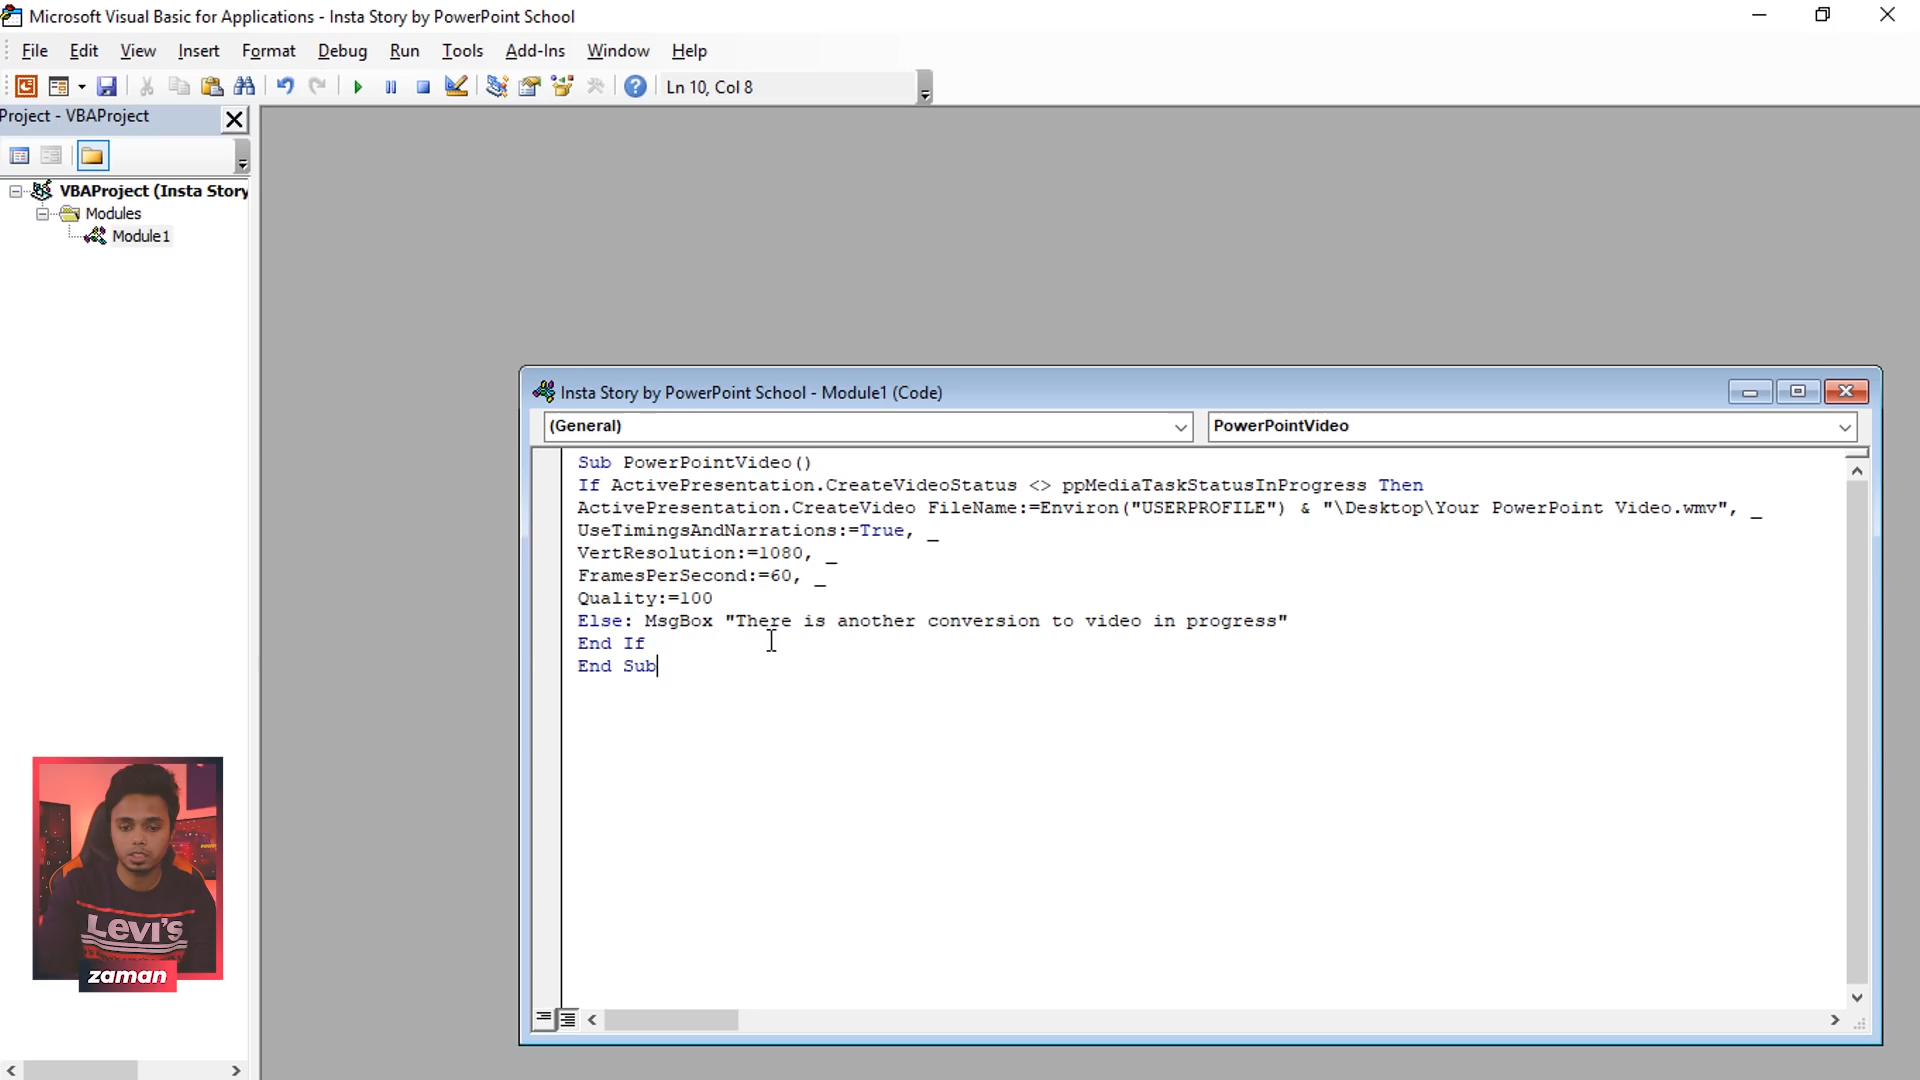 Microsoft Visual Basic for Applications - Insta Story by PowerPoint School
File Edit View Insert Format Debug Run Tools Add-Ins Window Help
Ln 10, Col 8
Project - VBAProject
VBAProject (Insta Story
Modules
Module1
Insta Story by PowerPoint School - Module1 (Code)
(General)
PowerPointVideo
Sub PowerPointVideo()
If ActivePresentation.CreateVideoStatus <> ppMediaTaskStatusInProgress Then
ActivePresentation.CreateVideo FileName:=Environ("USERPROFILE") & "\Desktop\Your PowerPoint Video.wmv", _
UseTimingsAndNarrations:=True, _
VertResolution:=1080, _
FramesPerSecond:=60, _
Quality:=100
Else: MsgBox "There is another conversion to video in progress"
End If
End Sub
Levi's
zaman